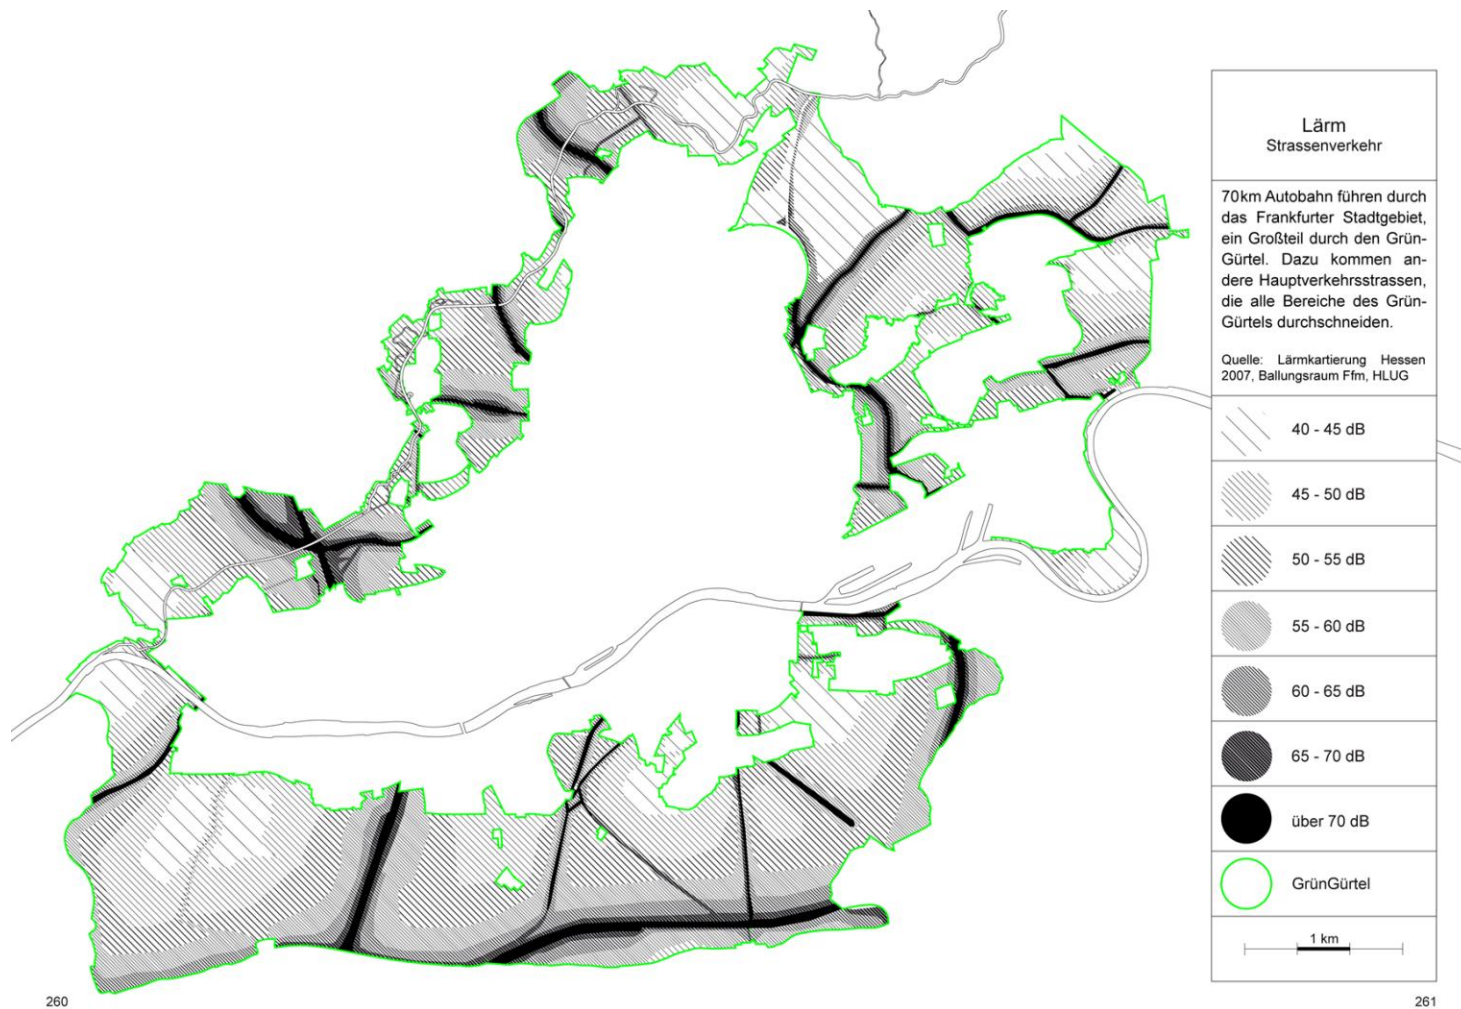 Lärm
Strassenverkehr
70km Autobahn führen durch
das Frankfurter Stadtgebiet,
ein Großteil durch den Grün-
Gürtel. Dazu kommen an-
dere Hauptverkehrsstrassen,
die alle Bereiche des Grün-
Gürtels durchschneiden.
Quelle: Lärmkartierung Hessen
2007, Ballungsraum Ffm, HLUG
40 - 45 dB
45 - 50 dB
50 - 55 dB
55 - 60 dB
60 - 65 dB
65 - 70 dB
über 70 dB
GrünGürtel
1 km
260
261